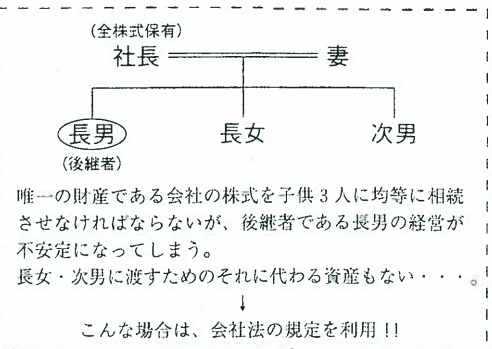 (全株式保有)
社長 妻
長男 長女 次男
(後継者)
唯一の財産である会社の株式を子供3人に均等に相続
させなければならないが、後継者である長男の経営が
不安定になってしまう。
長女・次男に渡すためのそれに代わる資産もない・・・。
↓
こんな場合は、会社法の規定を利用!!